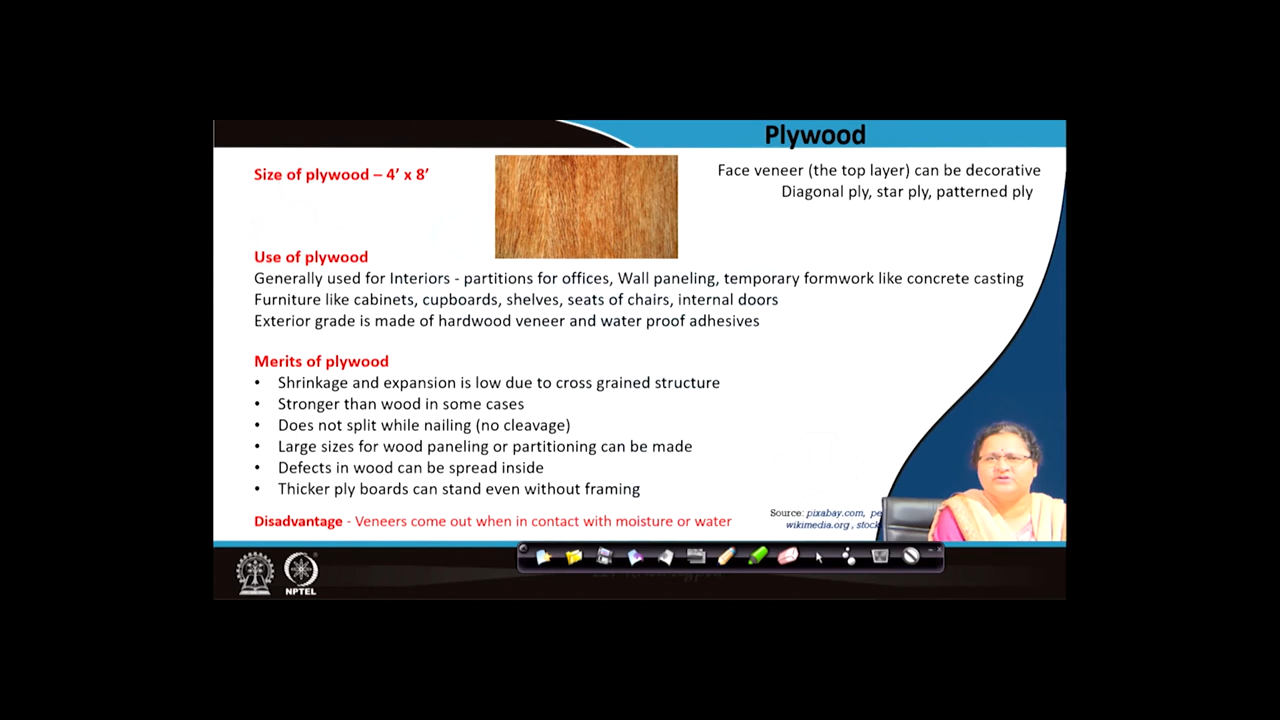 Plywood
Size of plywood – 4’ x 8’
Face veneer (the top layer) can be decorative
Diagonal ply, star ply, patterned ply
Use of plywood
Generally used for Interiors - partitions for offices, Wall paneling, temporary formwork like concrete casting
Furniture like cabinets, cupboards, shelves, seats of chairs, internal doors
Exterior grade is made of hardwood veneer and water proof adhesives
Merits of plywood
• Shrinkage and expansion is low due to cross grained structure
• Stronger than wood in some cases
• Does not split while nailing (no cleavage)
• Large sizes for wood paneling or partitioning can be made
• Defects in wood can be spread inside
• Thicker ply boards can stand even without framing
Disadvantage - Veneers come out when in contact with moisture or water
Source: pixabay.com,
wikimedia.org , stock
NPTEL